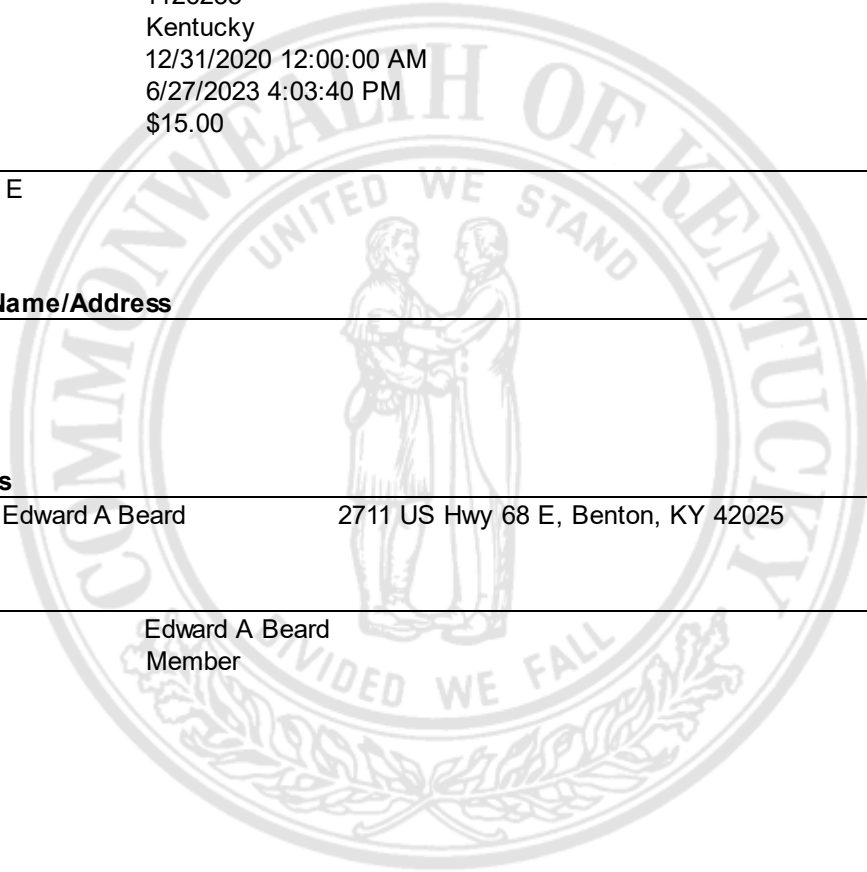 Kentucky
12/31/2020 12:00:00 AM
6/27/2023 4:03:40 PM
$15.00
E
Name/Address
s
Edward A Beard 2711 US Hwy 68 E, Benton, KY 42025
Edward A Beard
Member
COMMONWEALTH OF KENTUCKY
UNITED WE STAND
DIVIDED WE FALL